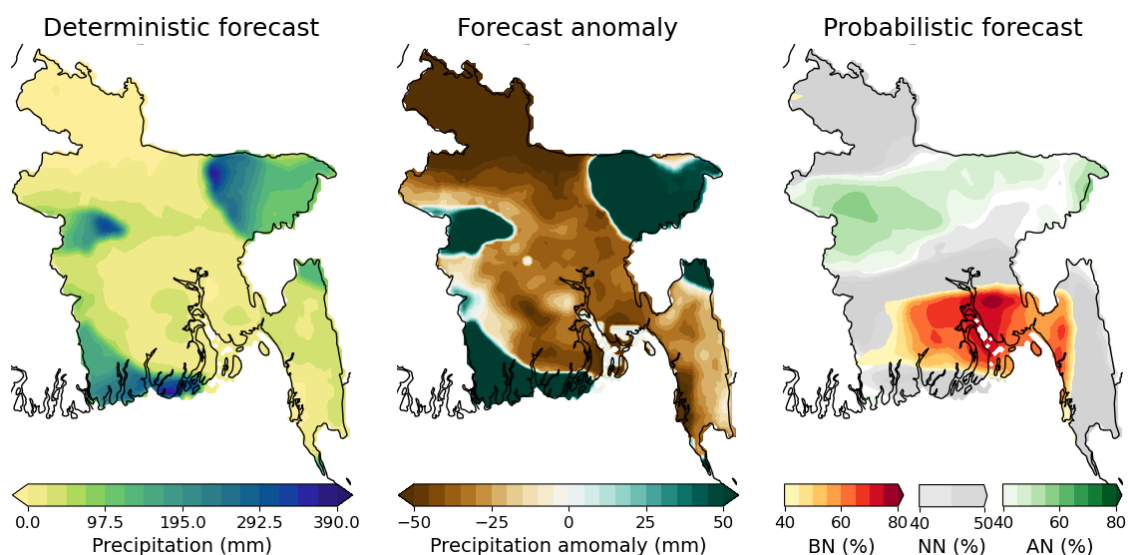 Deterministic forecast
Forecast anomaly
Probabilistic forecast
0.0 97.5 195.0 292.5 390.0
Precipitation (mm)
−50 −25 0 25 50
Precipitation amomaly (mm)
40 60 80
BN (%)
40 50
NN (%)
40 60 80
AN (%)